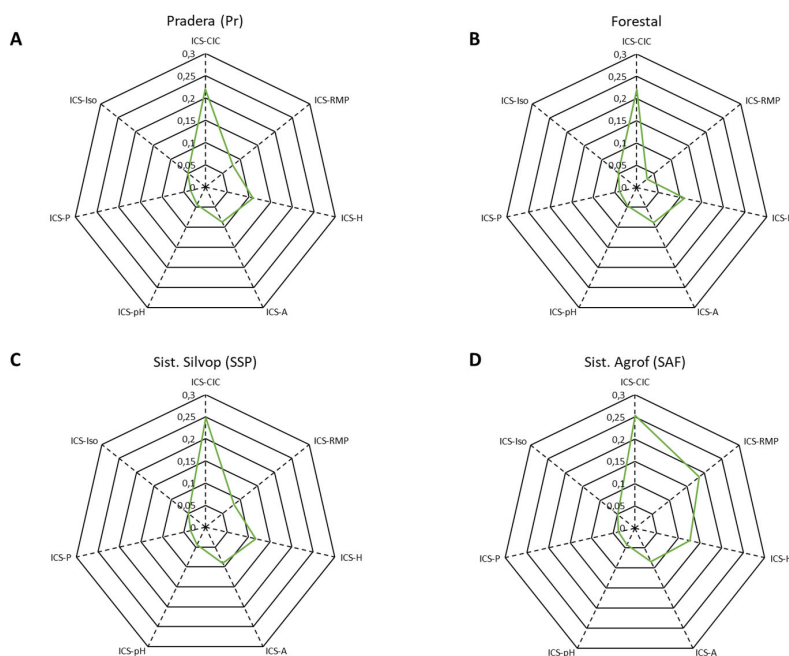 Pradera (Pr)
A
ICS-CIC
0,3
0,25
0,2
0,15
0,1
0,05
0
ICS-RMP
ICS-H
ICS-A
ICS-pH
ICS-P
ICS-Iso
Forestal
B
ICS-CIC
0,3
0,25
0,2
0,15
0,1
0,05
0
ICS-RMP
ICS-H
ICS-A
ICS-pH
ICS-P
ICS-Iso
Sist. Silvop (SSP)
C
ICS-CIC
0,3
0,25
0,2
0,15
0,1
0,05
0
ICS-RMP
ICS-H
ICS-A
ICS-pH
ICS-P
ICS-Iso
Sist. Agrof (SAF)
D
ICS-CIC
0,3
0,25
0,2
0,15
0,1
0,05
0
ICS-RMP
ICS-H
ICS-A
ICS-pH
ICS-P
ICS-Iso